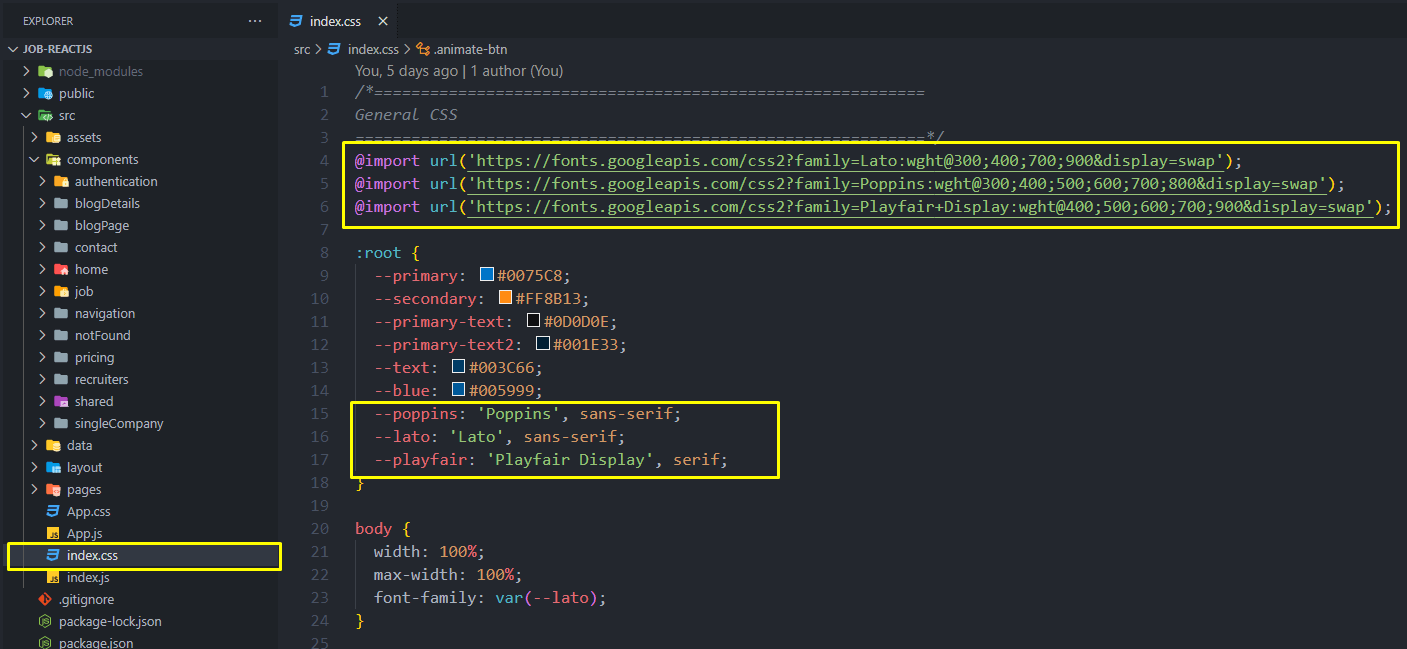 EXPLORER
···
JOB-REACTJS
node_modules
public
src
assets
components
authentication
blogDetails
blogPage
contact
home
job
navigation
notFound
pricing
recruiters
shared
singleCompany
data
layout
pages
App.css
JS App.js
index.css
JS index.js
.gitignore
package-lock.json
package.json
index.css ×
src > index.css > .animate-btn
You, 5 days ago | 1 author (You)
1 /*===========================================================
2 General CSS
3 =============================================================*/
4 @import url('https://fonts.googleapis.com/css2?family=Lato:wght@300;400;700;900&display=swap');
5 @import url('https://fonts.googleapis.com/css2?family=Poppins:wght@300;400;500;600;700;800&display=swap');
6 @import url('https://fonts.googleapis.com/css2?family=Playfair+Display:wght@400;500;600;700;900&display=swap');
7
8 :root {
9 --primary: #0075C8;
10 --secondary: #FF8B13;
11 --primary-text: #0D0D0E;
12 --primary-text2: #001E33;
13 --text: #003C66;
14 --blue: #005999;
15 --poppins: 'Poppins', sans-serif;
16 --lato: 'Lato', sans-serif;
17 --playfair: 'Playfair Display', serif;
18 }
19
20 body {
21 width: 100%;
22 max-width: 100%;
23 font-family: var(--lato);
24 }
25